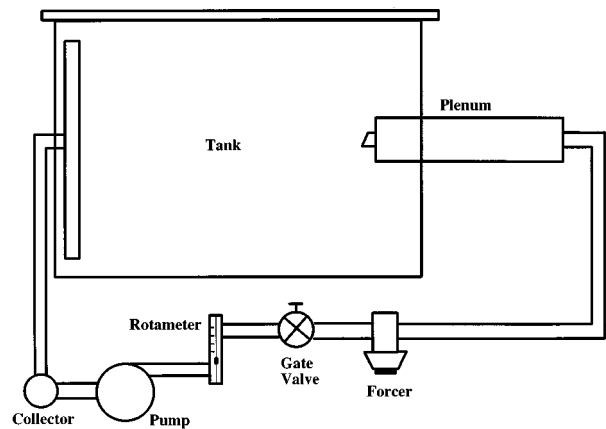 Plenum
Tank
Rotameter
Gate
Valve
Forcer
Collector
Pump